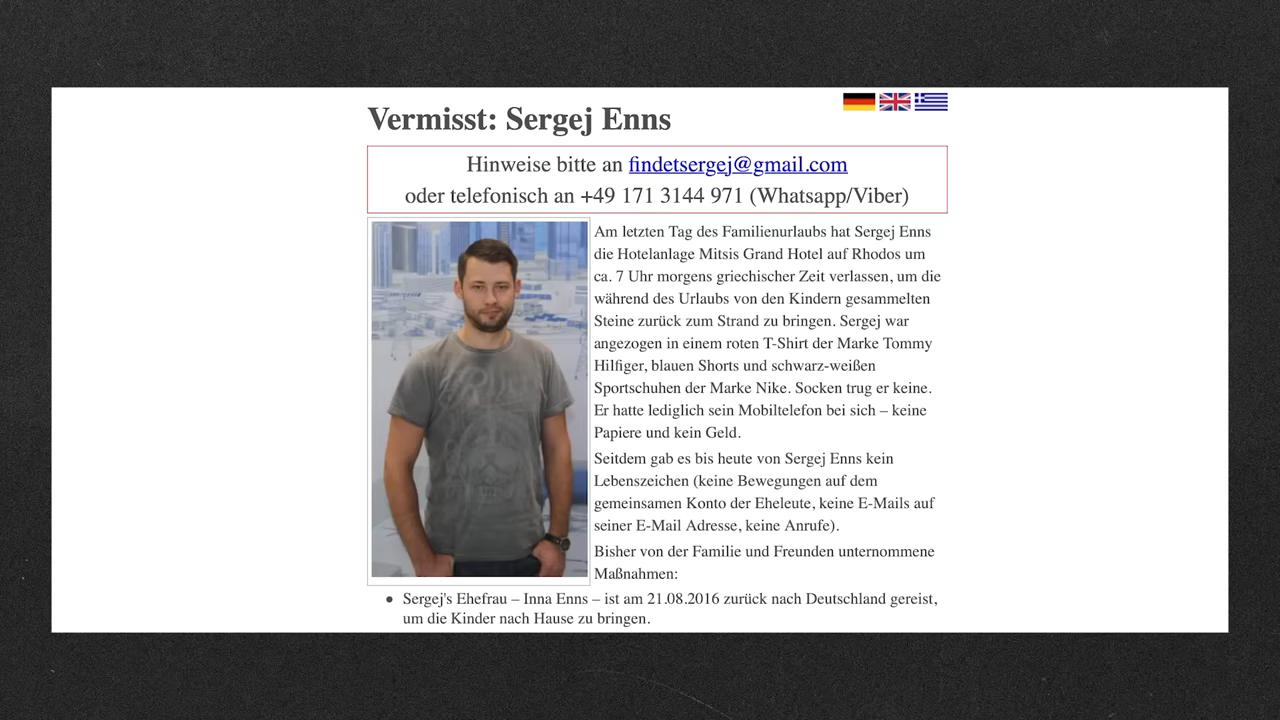 Vermisst: Sergej Enns
Hinweise bitte an findetsergej@gmail.com
oder telefonisch an +49 171 3144 971 (Whatsapp/Viber)
Am letzten Tag des Familienurlaubs hat Sergej Enns
die Hotelanlage Mitsis Grand Hotel auf Rhodos um
ca. 7 Uhr morgens griechischer Zeit verlassen, um die
während des Urlaubs von den Kindern gesammelten
Steine zurück zum Strand zu bringen. Sergej war
angezogen in einem roten T-Shirt der Marke Tommy
Hilfiger, blauen Shorts und schwarz-weißen
Sportschuhen der Marke Nike. Socken trug er keine.
Er hatte lediglich sein Mobiltelefon bei sich – keine
Papiere und kein Geld.
Seitdem gab es bis heute von Sergej Enns kein
Lebenszeichen (keine Bewegungen auf dem
gemeinsamen Konto der Eheleute, keine E-Mails auf
seiner E-Mail Adresse, keine Anrufe).
Bisher von der Familie und Freunden unternommene
Maßnahmen:
• Sergej's Ehefrau – Inna Enns – ist am 21.08.2016 zurück nach Deutschland gereist,
um die Kinder nach Hause zu bringen.